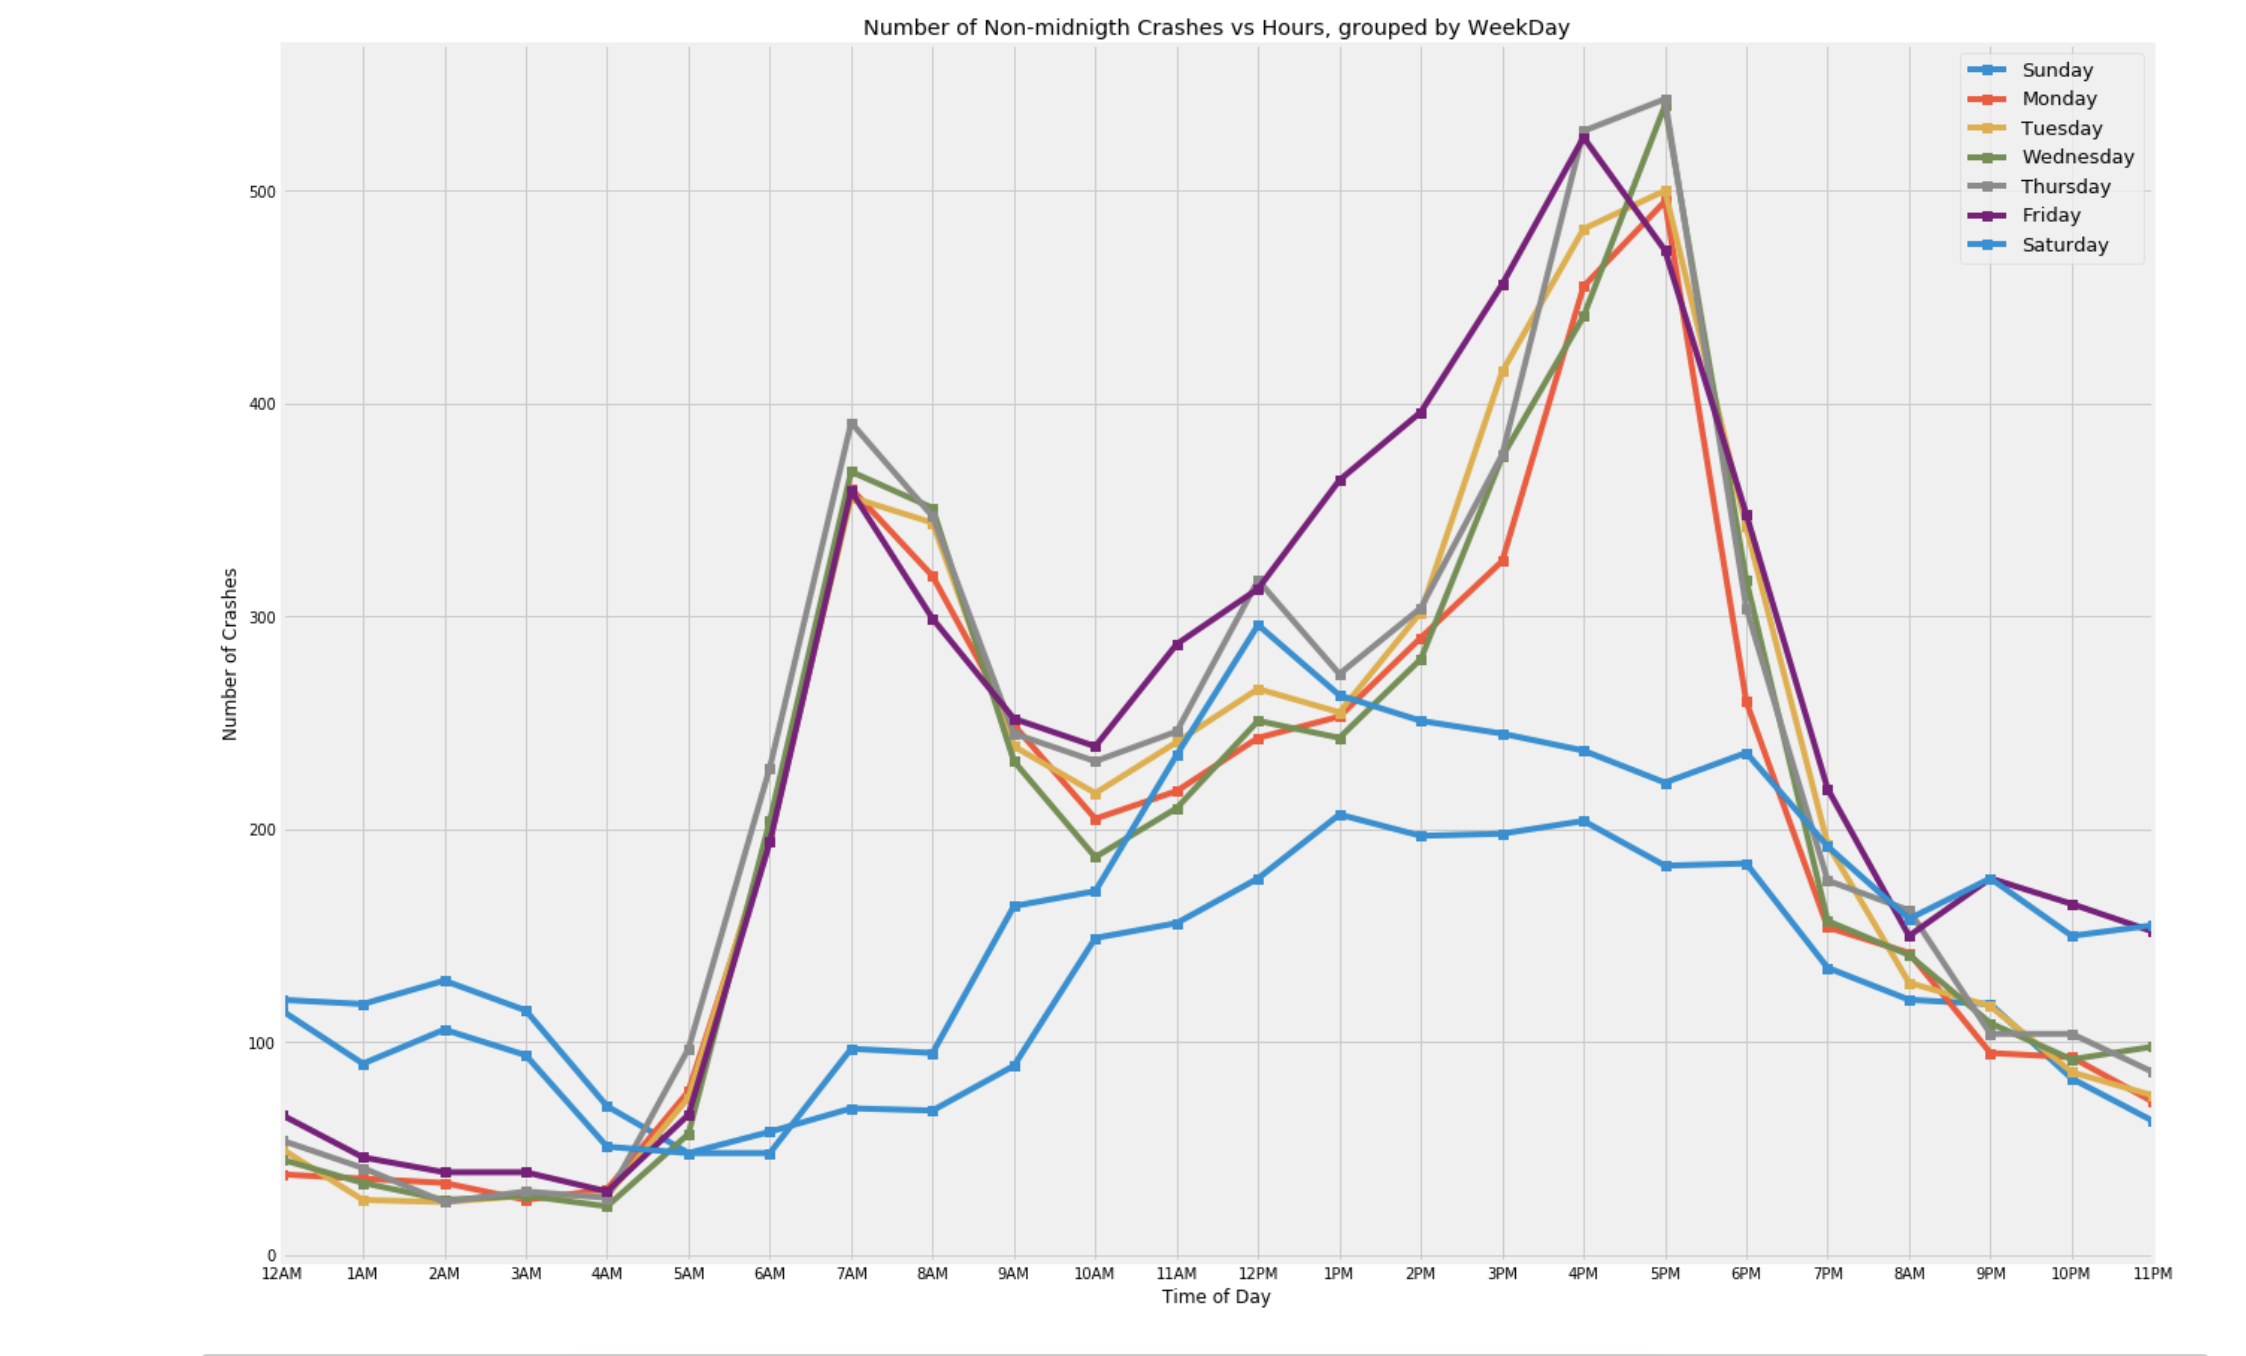 Number of Non-midnigth Crashes vs Hours, grouped by WeekDay
Sunday
Monday
Tuesday
Wednesday
Thursday
Friday
Saturday
500
400
300
200
100
0
Number of Crashes
12AM 1AM 2AM 3AM 4AM 5AM 6AM 7AM 8AM 9AM 10AM 11AM 12PM 1PM 2PM 3PM 4PM 5PM 6PM 7PM 8AM 9PM 10PM 11PM
Time of Day